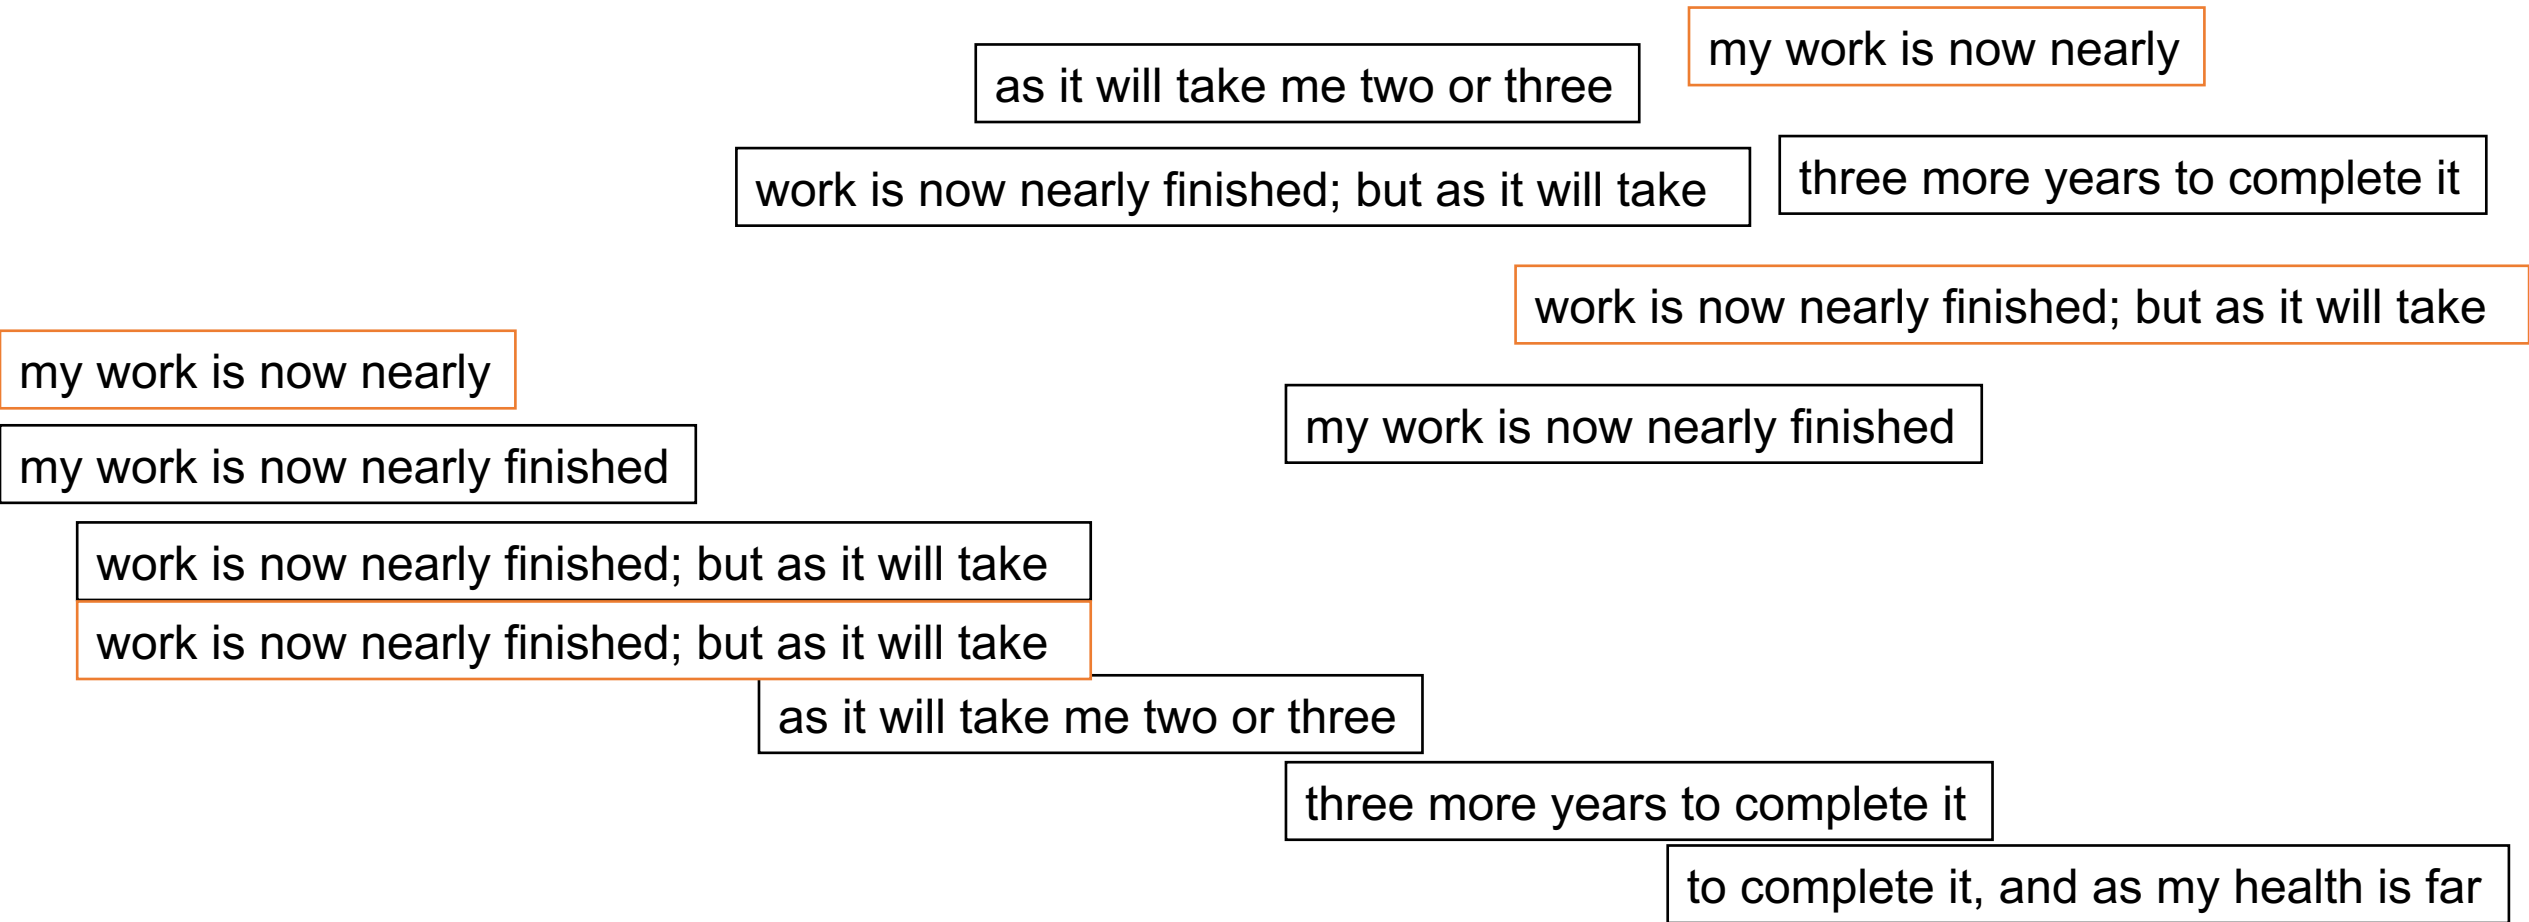 my work is now nearly
as it will take me two or three
three more years to complete it
work is now nearly finished; but as it will take
work is now nearly finished; but as it will take
my work is now nearly
my work is now nearly finished
my work is now nearly finished
work is now nearly finished; but as it will take
work is now nearly finished; but as it will take
as it will take me two or three
three more years to complete it
to complete it, and as my health is far